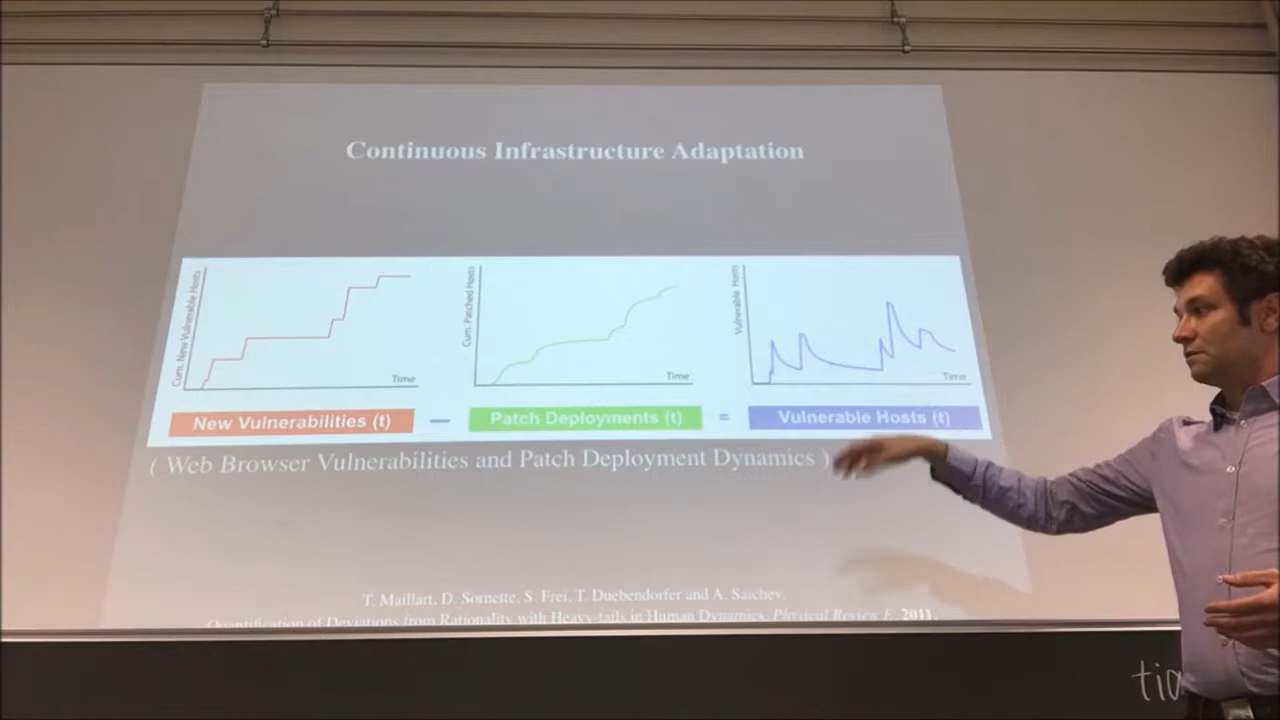 Continuous Infrastructure Adaptation
Cum. New Vulnerable Hosts
Time
Cum. Patched Hosts
Time
Vulnerable Hosts
Time
New Vulnerabilities (t) — Patch Deployments (t) = Vulnerable Hosts (t)
( Web Browser Vulnerabilities and Patch Deployment Dynamics )
T. Maillart, D. Sornette, S. Frei, T. Duebendorfer and A. Saichev,
Quantification of Deviations from Rationality with Heavy-tails in Human Dynamics, Physical Review E, 2011.